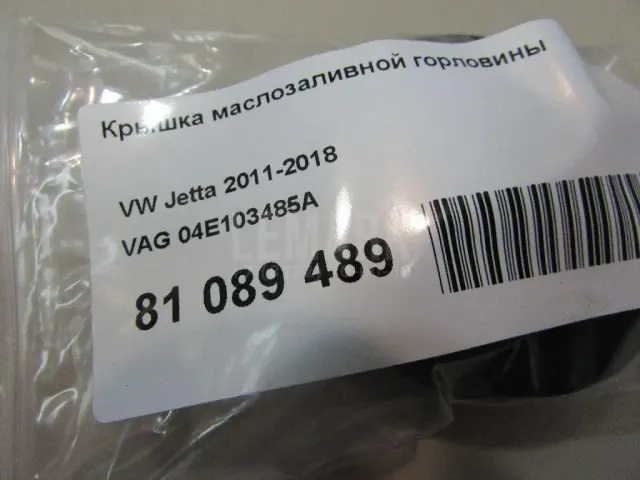 Крышка маслозаливной горловины
VW Jetta 2011-2018
VAG 04E103485A
81 089 489